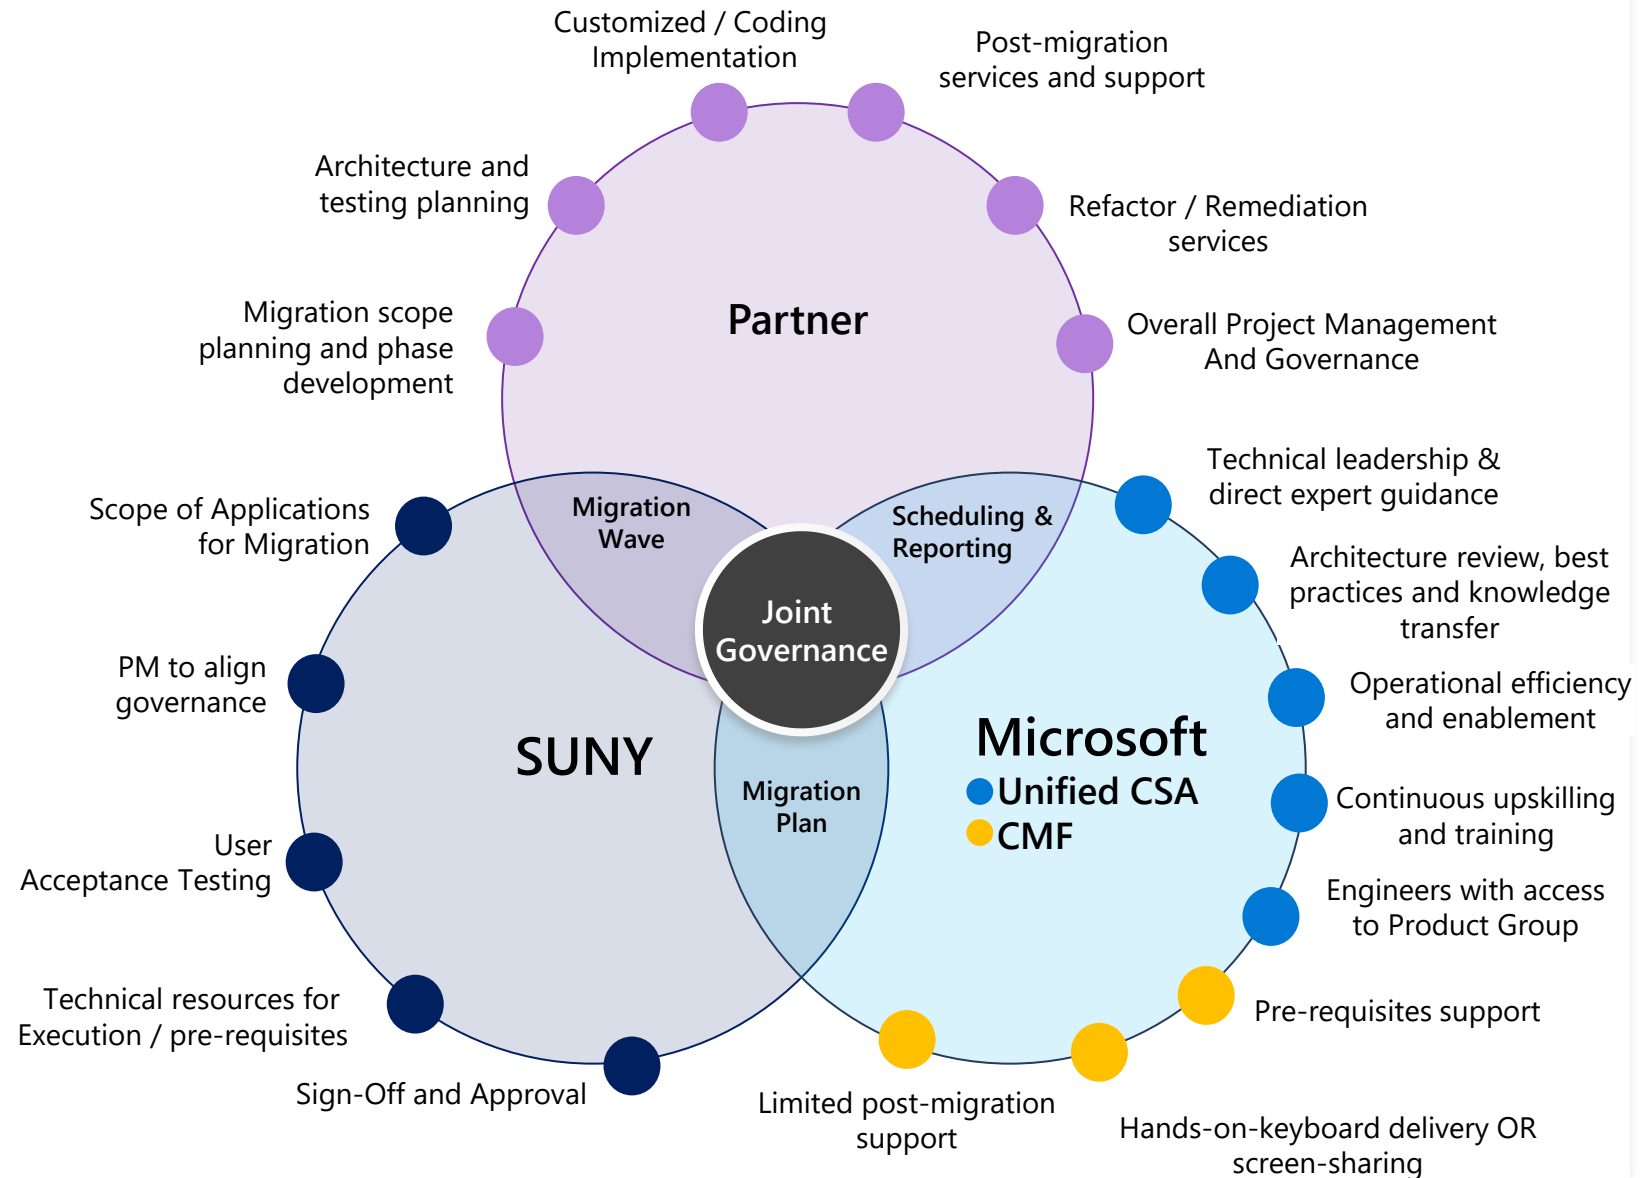 Customized / Coding
Implementation
Post-migration
services and support
Architecture and
testing planning
Refactor / Remediation
services
Migration scope
planning and phase
development
Partner
Overall Project Management
And Governance
Scope of Applications
for Migration
Migration
Wave
Scheduling &
Reporting
Technical leadership &
direct expert guidance
Architecture review, best
practices and knowledge
transfer
Joint
Governance
PM to align
governance
SUNY
Microsoft
Unified CSA
CMF
Operational efficiency
and enablement
Migration
Plan
Continuous upskilling
and training
User
Acceptance Testing
Engineers with access
to Product Group
Technical resources for
Execution / pre-requisites
Pre-requisites support
Sign-Off and Approval
Limited post-migration
support
Hands-on-keyboard delivery OR
screen-sharing